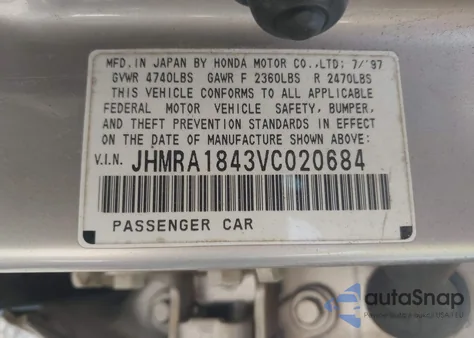 MFD. IN JAPAN BY HONDA MOTOR CO.,LTD; 7/'97
GVWR 4740LBS GAWR F 2360LBS R 2470LBS
THIS VEHICLE CONFORMS TO ALL APPLICABLE
FEDERAL MOTOR VEHICLE SAFETY, BUMPER,
AND THEFT PREVENTION STANDARDS IN EFFECT
ON THE DATE OF MANUFACTURE SHOWN ABOVE:
V.I.N. JHMRA1843VC020684
PASSENGER CAR
autoSnap